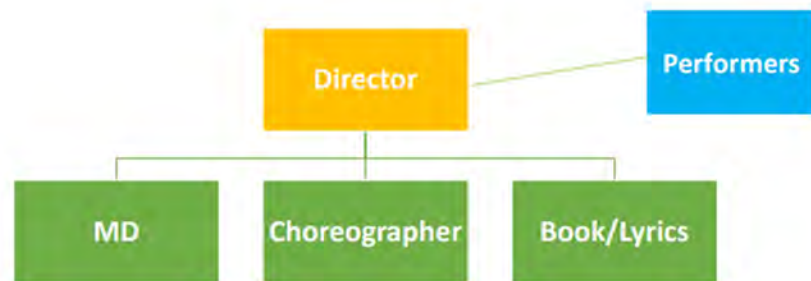 Performers
Director
MD
Choreographer
Book/Lyrics